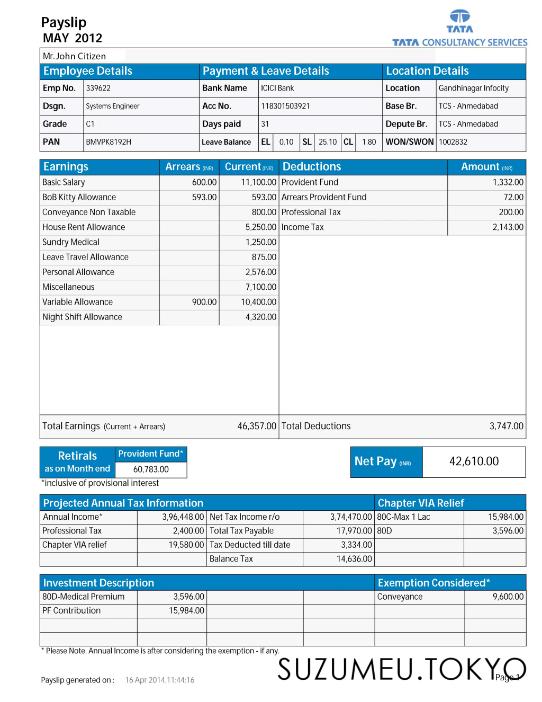 Payslip
MAY 2012
TATA
TATA CONSULTANCY SERVICES
Mr.John Citizen
Employee Details Payment & Leave Details Location Details
Emp No. 339622 Bank Name ICICI Bank Location Gandhinagar Infocity
Dsgn. Systems Engineer Acc No. 118301503921 Base Br. TCS - Ahmedabad
Grade C1 Days paid 31 Depute Br. TCS - Ahmedabad
PAN BMVPK8192H Leave Balance EL 0.10 SL 25.10 CL 1.80 WON/SWON 1002832
Earnings Arrears (INR) Current (INR) Deductions Amount (INR)
Basic Salary 600.00 11,100.00 Provident Fund 1,332.00
BoB Kitty Allowance 593.00 593.00 Arrears Provident Fund 72.00
Conveyance Non Taxable 800.00 Professional Tax 200.00
House Rent Allowance 5,250.00 Income Tax 2,143.00
Sundry Medical 1,250.00
Leave Travel Allowance 875.00
Personal Allowance 2,576.00
Miscellaneous 7,100.00
Variable Allowance 900.00 10,400.00
Night Shift Allowance 4,320.00
Total Earnings (Current + Arrears) 46,357.00 Total Deductions 3,747.00
Retirals Provident Fund*
as on Month end 60,783.00
Net Pay (INR) 42,610.00
*inclusive of provisional interest
Projected Annual Tax Information Chapter VIA Relief
Annual Income* 3,96,448.00 Net Tax Income r/o 3,74,470.00 80C-Max 1 Lac 15,984.00
Professional Tax 2,400.00 Total Tax Payable 17,970.00 80D 3,596.00
Chapter VIA relief 19,580.00 Tax Deducted till date 3,334.00
Balance Tax 14,636.00
Investment Description Exemption Considered*
80D-Medical Premium 3,596.00 Conveyance 9,600.00
PF Contribution 15,984.00
* Please Note. Annual Income is after considering the exemption - if any.
SUZUMEU.TOKYO
Payslip generated on : 16 Apr 2014.11:44:16